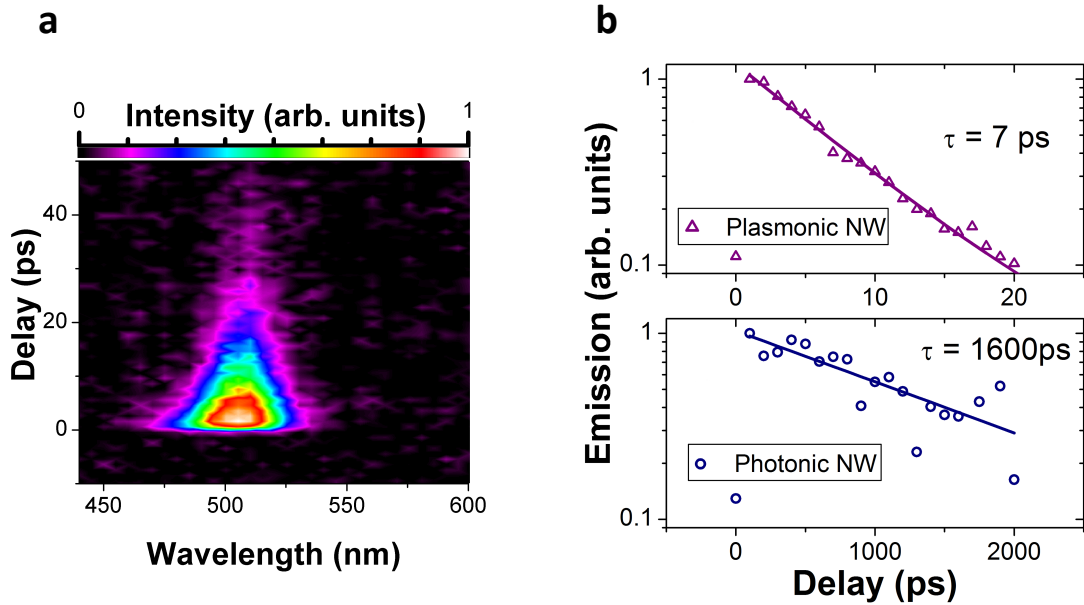 a
0 Intensity (arb. units) 1
40
20
0
Delay (ps)
450 500 550 600
Wavelength (nm)
b
1
τ = 7 ps
Plasmonic NW
0.1
0 10 20
Emission (arb. units)
1
τ = 1600ps
Photonic NW
0.1
0 1000 2000
Delay (ps)